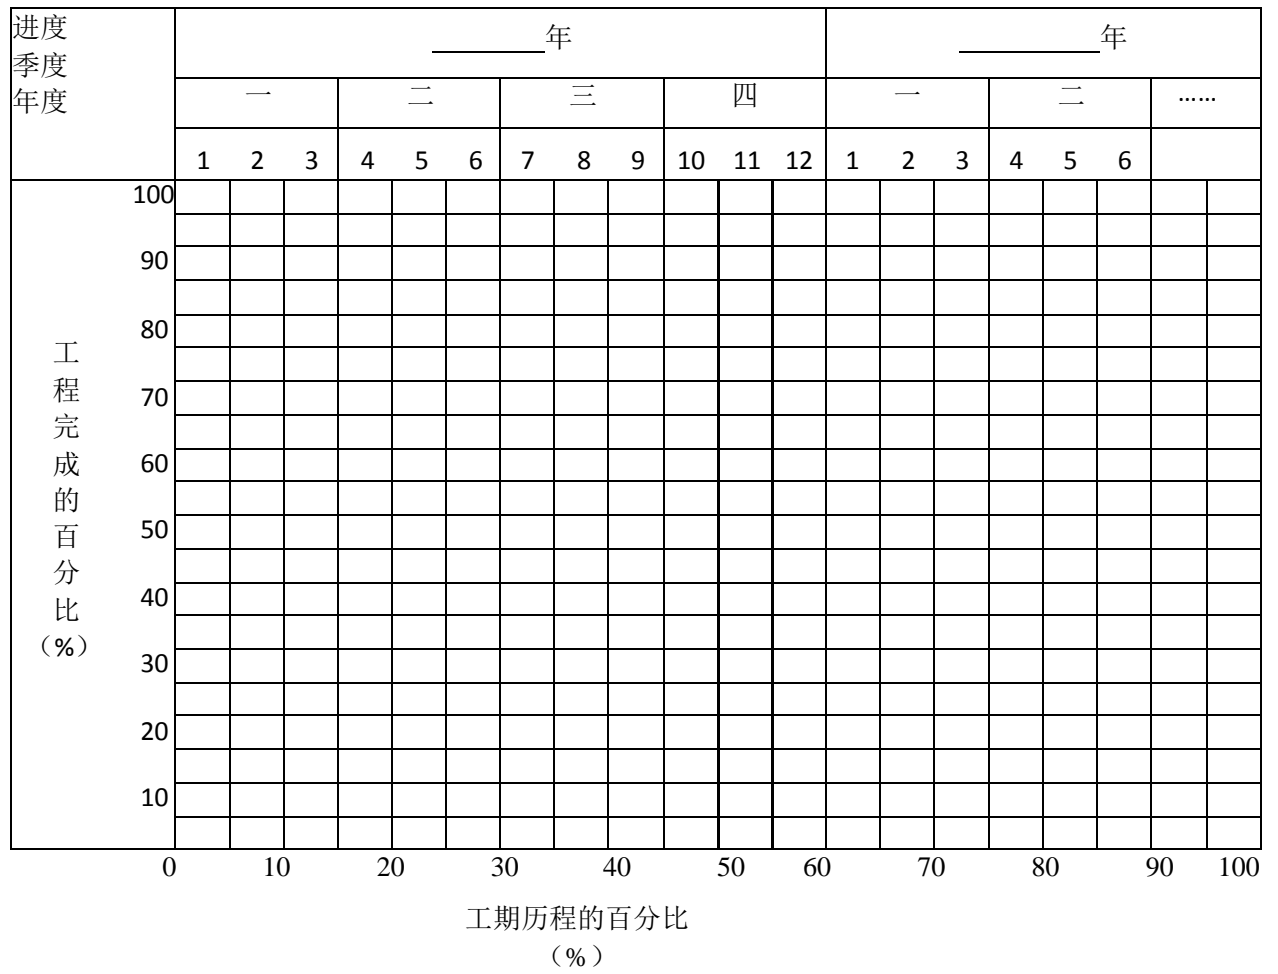 进度
季度
年度
年 年
一 二 三 四 一 二 ……
1 2 3 4 5 6 7 8 9 10 11 12 1 2 3 4 5 6
100
90
80
70
60
50
40
30
20
10
工
程
完
成
的
百
分
比
（%）
0 10 20 30 40 50 60 70 80 90 100
工期历程的百分比
（%）